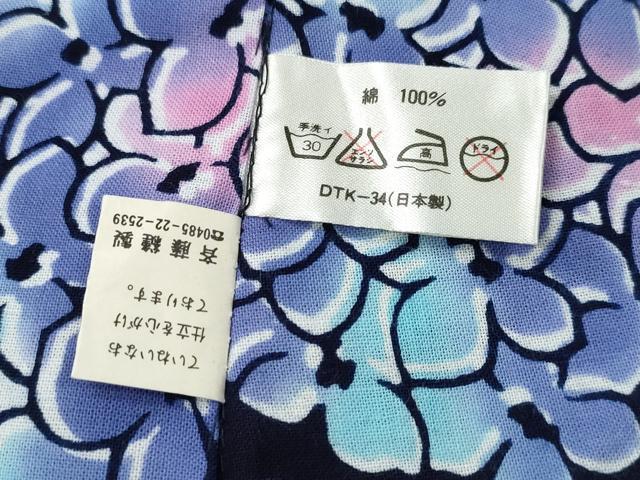 綿 100%
手洗イ
30
エンソ
サラシ
高
ドライ
DTK-34(日本製)
ていねいなお
仕立を心がけ
ております。
斉藤縫製
☎0485-22-2539